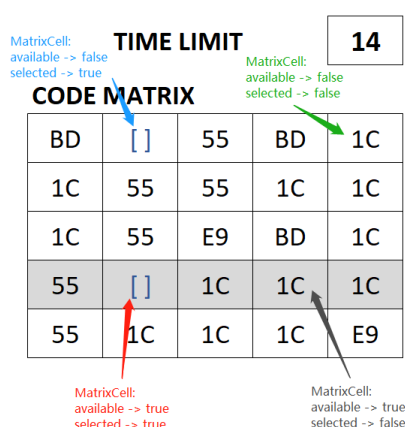 TIME LIMIT 14
MatrixCell:
available -> false
selected -> true
MatrixCell:
available -> false
selected -> false
CODE MATRIX
BD [ ] 55 BD 1C
1C 55 55 1C 1C
1C 55 E9 BD 1C
55 [ ] 1C 1C 1C
55 1C 1C 1C E9
MatrixCell:
available -> true
selected -> true
MatrixCell:
available -> true
selected -> false